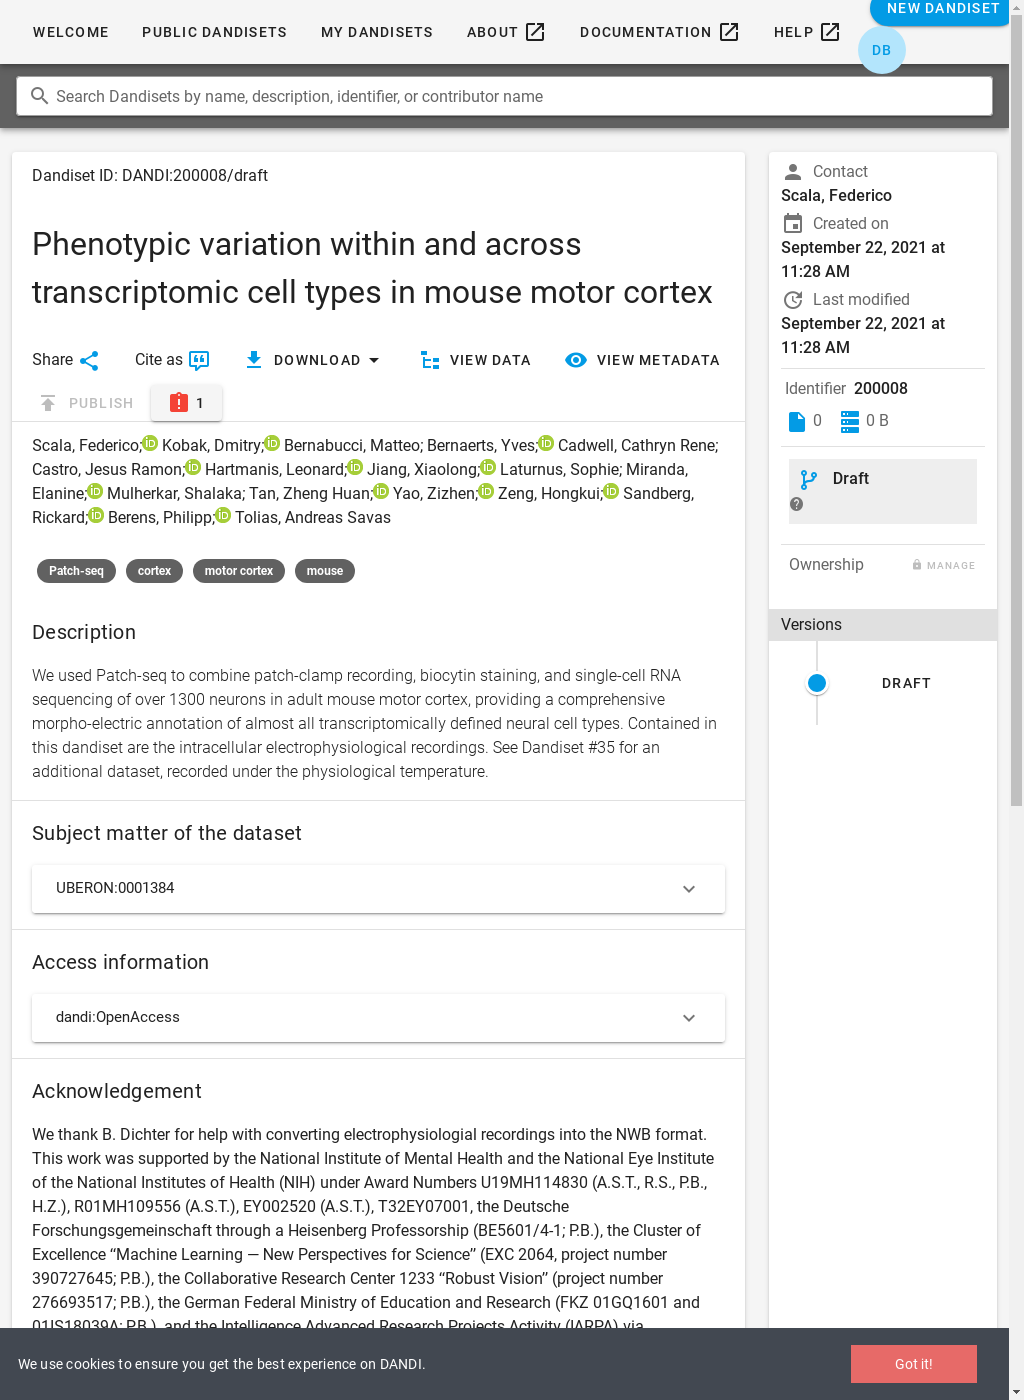 WELCOME PUBLIC DANDISETS MY DANDISETS ABOUT DOCUMENTATION HELP NEW DANDISET
DB
Search Dandisets by name, description, identifier, or contributor name
Dandiset ID: DANDI:200008/draft
Phenotypic variation within and across
transcriptomic cell types in mouse motor cortex
Share Cite as DOWNLOAD VIEW DATA VIEW METADATA
PUBLISH 1
Scala, Federico; Kobak, Dmitry; Bernabucci, Matteo; Bernaerts, Yves; Cadwell, Cathryn Rene;
Castro, Jesus Ramon; Hartmanis, Leonard; Jiang, Xiaolong; Laturnus, Sophie; Miranda,
Elanine; Mulherkar, Shalaka; Tan, Zheng Huan; Yao, Zizhen; Zeng, Hongkui; Sandberg,
Rickard; Berens, Philipp; Tolias, Andreas Savas
Patch-seq cortex motor cortex mouse
Description
We used Patch-seq to combine patch-clamp recording, biocytin staining, and single-cell RNA
sequencing of over 1300 neurons in adult mouse motor cortex, providing a comprehensive
morpho-electric annotation of almost all transcriptomically defined neural cell types. Contained in
this dandiset are the intracellular electrophysiological recordings. See Dandiset #35 for an
additional dataset, recorded under the physiological temperature.
Subject matter of the dataset
UBERON:0001384
Access information
dandi:OpenAccess
Acknowledgement
We thank B. Dichter for help with converting electrophysiologial recordings into the NWB format.
This work was supported by the National Institute of Mental Health and the National Eye Institute
of the National Institutes of Health (NIH) under Award Numbers U19MH114830 (A.S.T., R.S., P.B.,
H.Z.), R01MH109556 (A.S.T.), EY002520 (A.S.T.), T32EY07001, the Deutsche
Forschungsgemeinschaft through a Heisenberg Professorship (BE5601/4-1; P.B.), the Cluster of
Excellence “Machine Learning — New Perspectives for Science” (EXC 2064, project number
390727645; P.B.), the Collaborative Research Center 1233 “Robust Vision” (project number
276693517; P.B.), the German Federal Ministry of Education and Research (FKZ 01GQ1601 and
01IS18039A; P.B.), and the Intelligence Advanced Research Projects Activity (IARPA) via
Contact
Scala, Federico
Created on
September 22, 2021 at
11:28 AM
Last modified
September 22, 2021 at
11:28 AM
Identifier 200008
0 0 B
Draft
Ownership MANAGE
Versions
DRAFT
We use cookies to ensure you get the best experience on DANDI.
Got it!